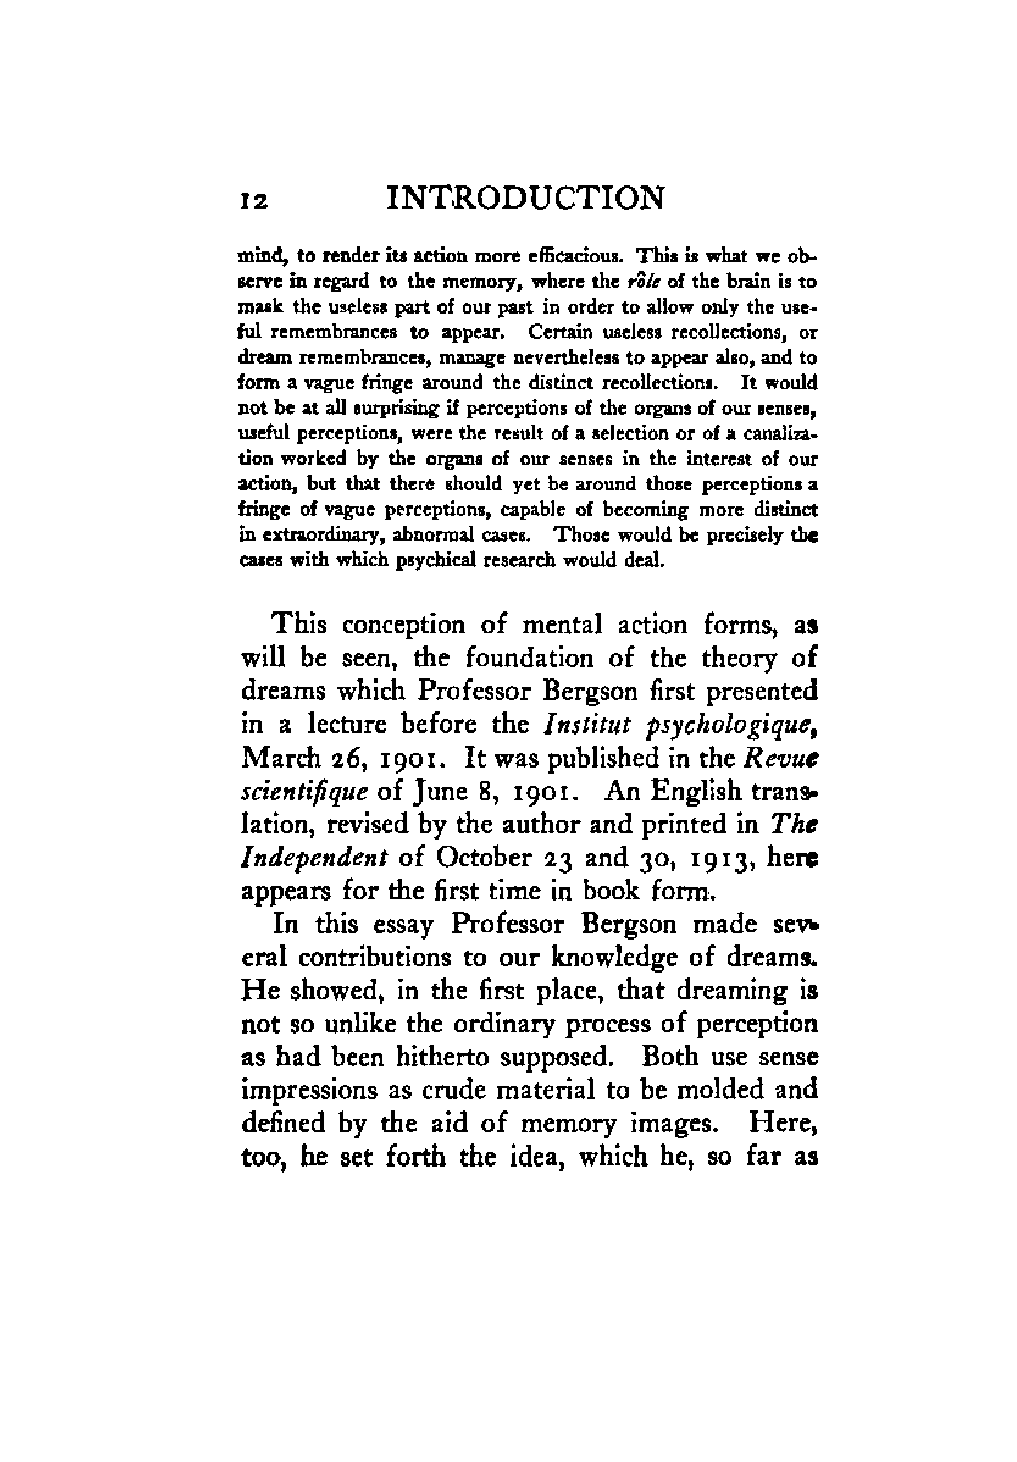 12 INTRODUCTION
mind, to render its action more efficacious. This is what we ob-
serve in regard to the memory, where the rôle of the brain is to
mask the useless part of our past in order to allow only the use-
ful remembrances to appear. Certain useless recollections, or
dream remembrances, manage nevertheless to appear also, and to
form a vague fringe around the distinct recollections. It would
not be at all surprising if perceptions of the organs of our senses,
useful perceptions, were the result of a selection or of a canaliza-
tion worked by the organs of our senses in the interest of our
action, but that there should yet be around those perceptions a
fringe of vague perceptions, capable of becoming more distinct
in extraordinary, abnormal cases. Those would be precisely the
cases with which psychical research would deal.
This conception of mental action forms, as
will be seen, the foundation of the theory of
dreams which Professor Bergson first presented
in a lecture before the Institut psychologique,
March 26, 1901. It was published in the Revue
scientifique of June 8, 1901. An English trans-
lation, revised by the author and printed in The
Independent of October 23 and 30, 1913, here
appears for the first time in book form.
In this essay Professor Bergson made sev-
eral contributions to our knowledge of dreams.
He showed, in the first place, that dreaming is
not so unlike the ordinary process of perception
as had been hitherto supposed. Both use sense
impressions as crude material to be molded and
defined by the aid of memory images. Here,
too, he set forth the idea, which he, so far as